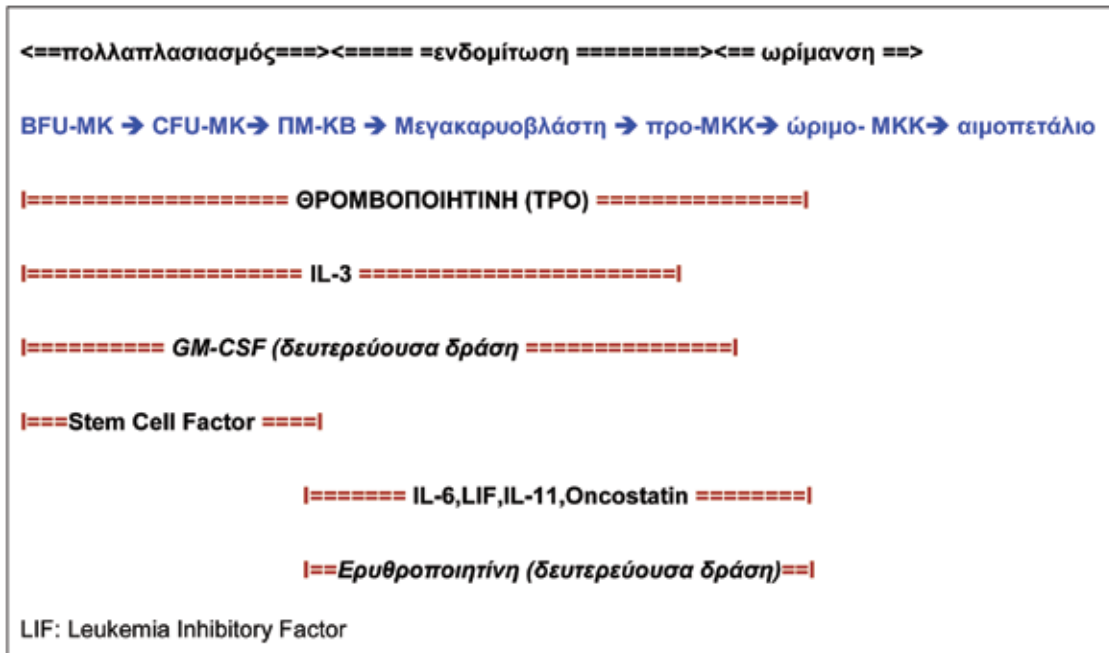 <==πολλαπλασιασμός===><===== =ενδομίτωση =========><== ωρίμανση ==>
BFU-MK ➔ CFU-MK➔ ΠΜ-ΚΒ ➔ Μεγακαρυοβλάστη ➔ προ-ΜΚΚ➔ ώριμο- ΜΚΚ➔ αιμοπετάλιο
I=================== ΘΡΟΜΒΟΠΟΙΗΤΙΝΗ (TPO) ===============I
I==================== IL-3 =======================I
I========== GM-CSF (δευτερεύουσα δράση ===============I
I===Stem Cell Factor ====I
I======= IL-6,LIF,IL-11,Oncostatin ========I
I==Ερυθροποιητίνη (δευτερεύουσα δράση)==I
LIF: Leukemia Inhibitory Factor